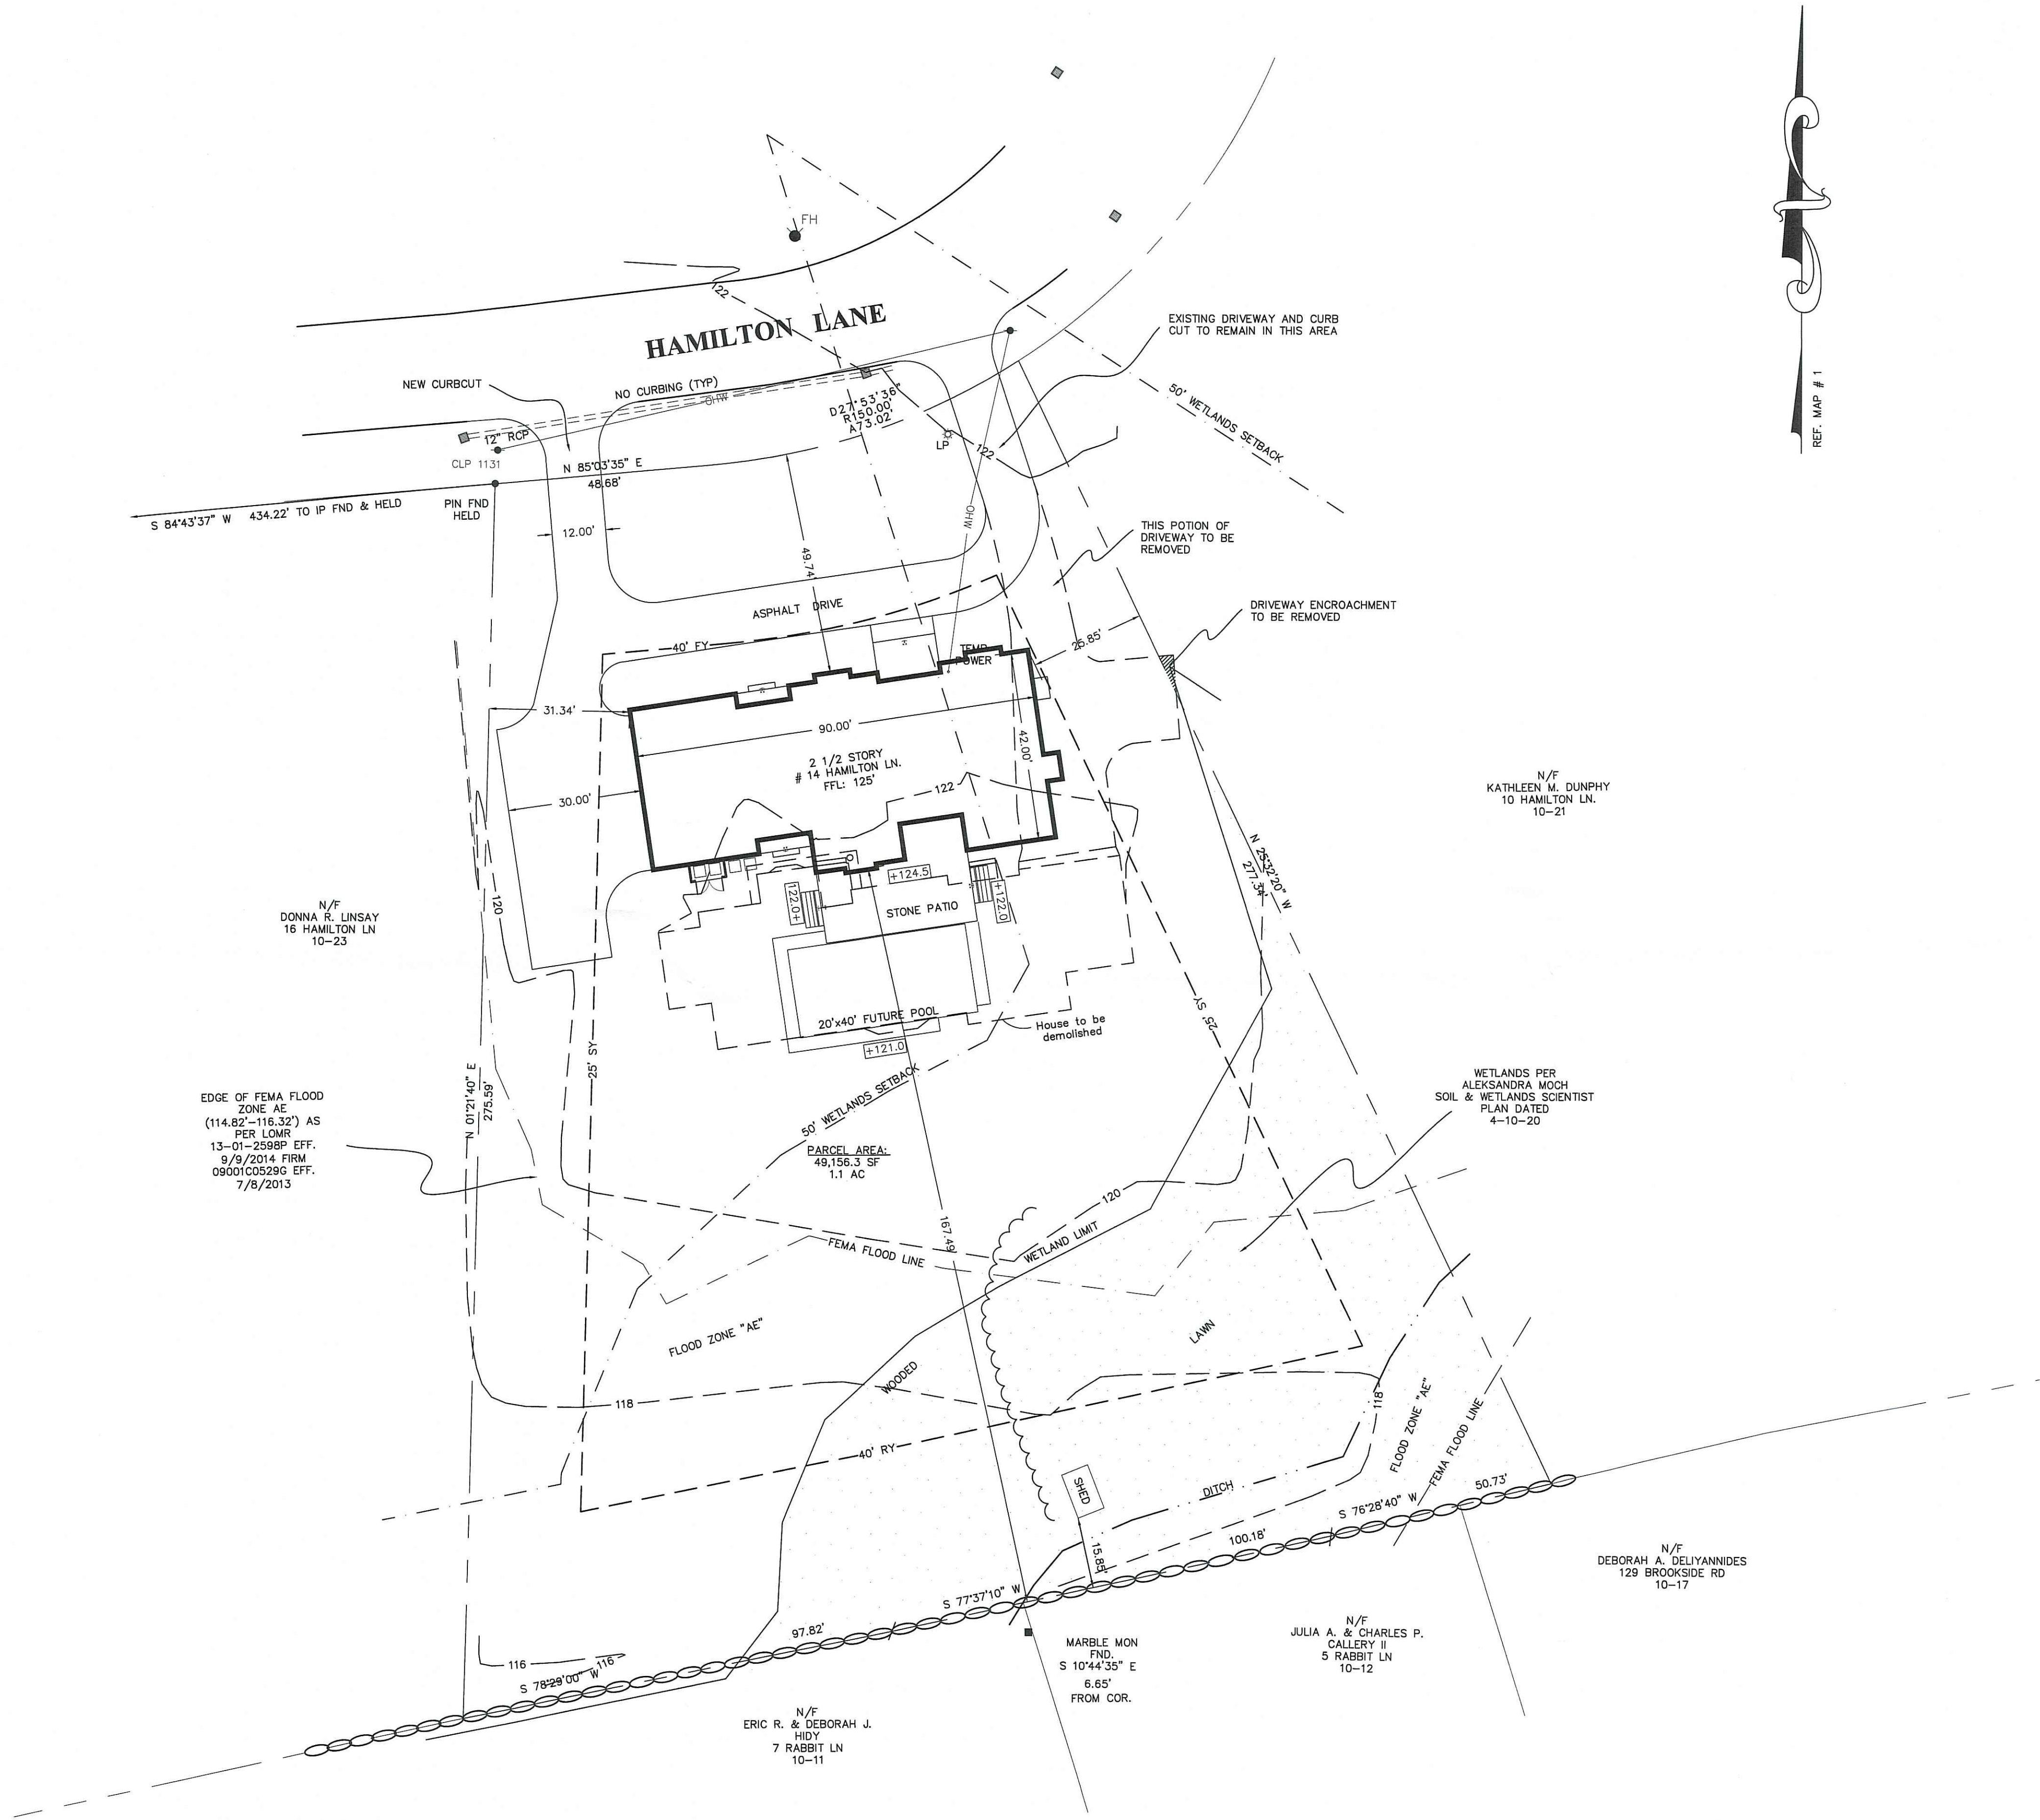 FH
122
HAMILTON LANE
REF. MAP # 1
EXISTING DRIVEWAY AND CURB
CUT TO REMAIN IN THIS AREA
NEW CURBCUT
NO CURBING (TYP)
OHW
D27°53'36"
R150.00'
A73.02'
50' WETLANDS SETBACK
12" RCP
CLP 1131
LP
122
N 85°03'35" E
48.68'
S 84°43'37" W 434.22' TO IP FND & HELD
PIN FND
HELD
12.00'
OHW
THIS POTION OF
DRIVEWAY TO BE
REMOVED
49.74'
ASPHALT DRIVE
DRIVEWAY ENCROACHMENT
TO BE REMOVED
40' FY
TEMP
POWER
25.85'
31.34'
90.00'
42.00'
2 1/2 STORY
# 14 HAMILTON LN.
FFL: 125'
122
30.00'
N/F
KATHLEEN M. DUNPHY
10 HAMILTON LN.
10-21
N 25°32'20" W
277.34'
+124.5
122.0+
+122.0
STONE PATIO
120
N/F
DONNA R. LINSAY
16 HAMILTON LN
10-23
20'x40' FUTURE POOL
House to be
demolished
+121.0
25' SY
25' SY
N 01°21'40" E
275.59'
50' WETLANDS SETBACK
EDGE OF FEMA FLOOD
ZONE AE
(114.82'-116.32') AS
PER LOMR
13-01-2598P EFF.
9/9/2014 FIRM
09001C0529G EFF.
7/8/2013
WETLANDS PER
ALEKSANDRA MOCH
SOIL & WETLANDS SCIENTIST
PLAN DATED
4-10-20
PARCEL AREA:
49,156.3 SF
1.1 AC
120
167.49'
WETLAND LIMIT
FEMA FLOOD LINE
FLOOD ZONE "AE"
LAWN
WOODED
118
118
40' RY
FLOOD ZONE "AE"
FEMA FLOOD LINE
SHED
DITCH
15.85'
50.73'
S 76°28'40" W
100.18'
S 77°37'10" W
97.82'
N/F
DEBORAH A. DELIYANNIDES
129 BROOKSIDE RD
10-17
N/F
JULIA A. & CHARLES P.
CALLERY II
5 RABBIT LN
10-12
MARBLE MON
FND.
S 10°44'35" E
6.65'
FROM COR.
116
116
S 78°29'00" W
N/F
ERIC R. & DEBORAH J.
HIDY
7 RABBIT LN
10-11